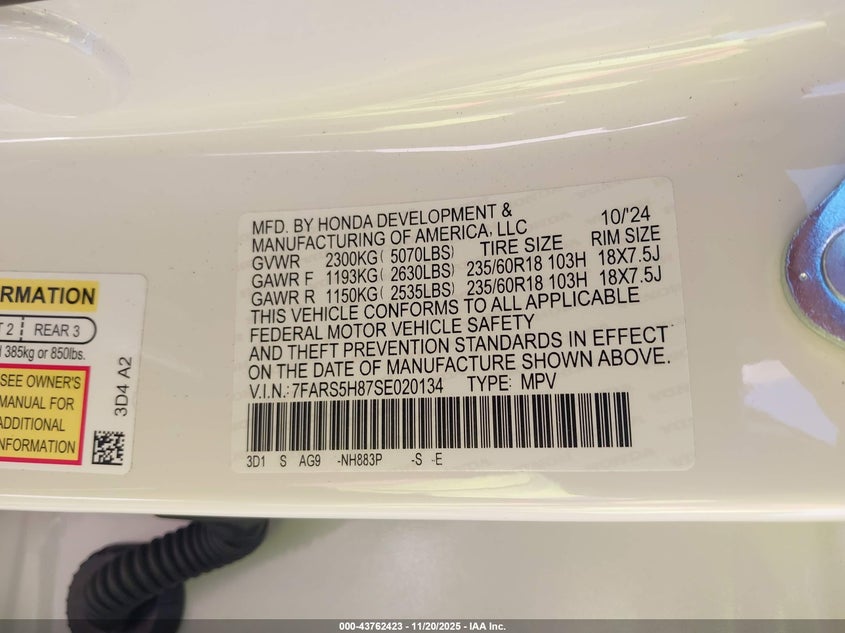 MFD. BY HONDA DEVELOPMENT & 10/'24
MANUFACTURING OF AMERICA, LLC
GVWR 2300KG( 5070LBS) TIRE SIZE RIM SIZE
GAWR F 1193KG( 2630LBS) 235/60R18 103H 18X7.5J
GAWR R 1150KG( 2535LBS) 235/60R18 103H 18X7.5J
THIS VEHICLE CONFORMS TO ALL APPLICABLE
FEDERAL MOTOR VEHICLE SAFETY
AND THEFT PREVENTION STANDARDS IN EFFECT
ON THE DATE OF MANUFACTURE SHOWN ABOVE.
V.I.N.: 7FARS5H87SE020134 TYPE: MPV
3D1 S AG9 -NH883P -S -E
RMATION
T 2 REAR 3
385kg or 850lbs.
SEE OWNER'S
MANUAL FOR
ADDITIONAL
INFORMATION
3D4 A2
000-43762423 - 11/20/2025 - IAA Inc.